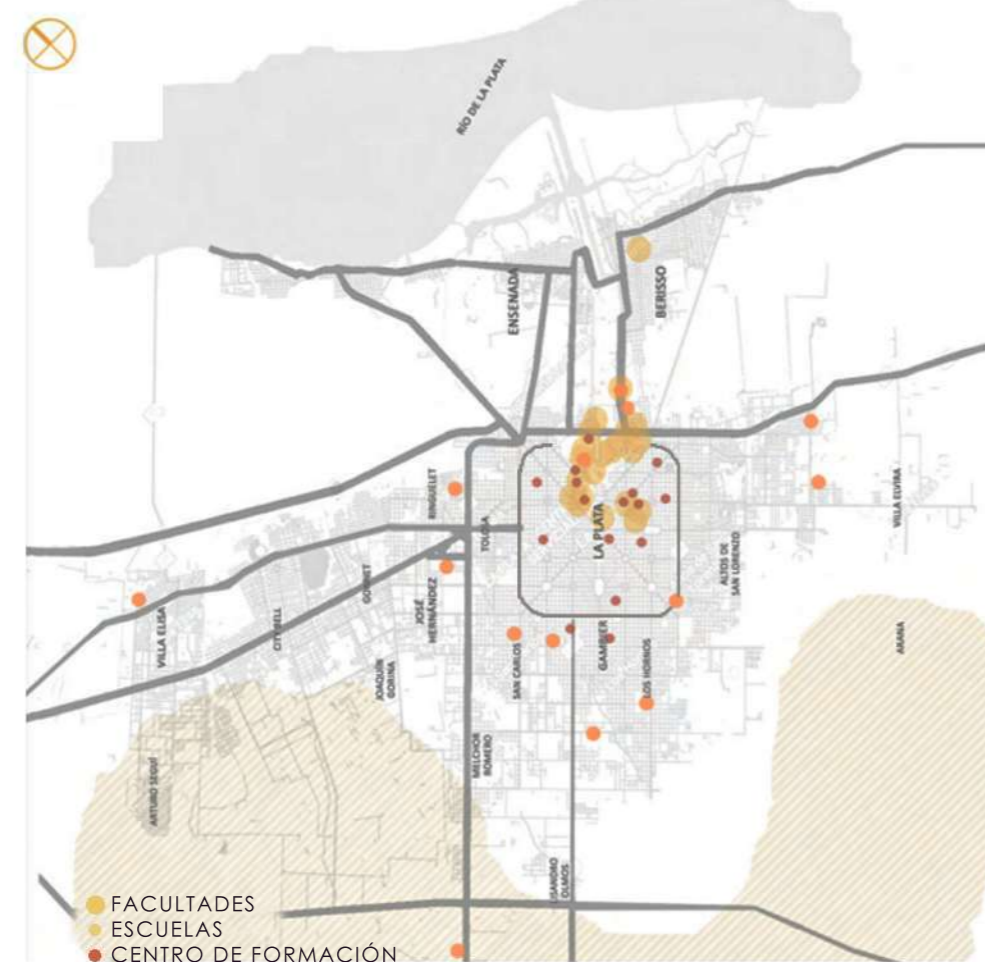 RÍO DE LA PLATA
ENSENADA
BERISSO
RINGUELET
TOLOSA
LA PLATA
VILLA ELVIRA
ALTOS DE
SAN LORENZO
VILLA ELISA
CITY BELL
GONNET
JOSÉ
HERNÁNDEZ
JOAQUÍN
GORINA
SAN CARLOS
GAMBIER
LOS HORNOS
ARANA
MELCHOR
ROMERO
ARTURO SEGUÍ
LISANDRO
OLMOS
FACULTADES
ESCUELAS
CENTRO DE FORMACIÓN